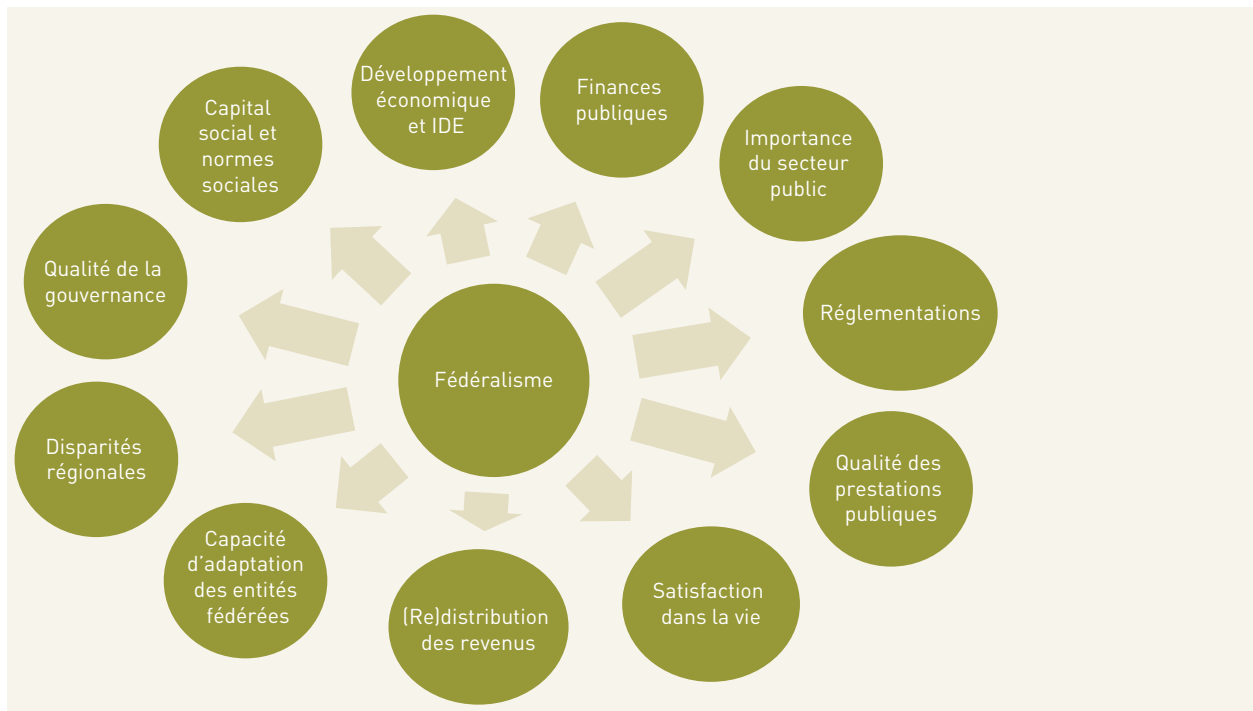 Développement
économique
et IDE
Finances
publiques
Capital
social et
normes
sociales
Importance
du secteur
public
Qualité de la
gouvernance
Réglementations
Fédéralisme
Disparités
régionales
Qualité des
prestations
publiques
Capacité
d'adaptation
des entités
fédérées
(Re)distribution
des revenus
Satisfaction
dans la vie